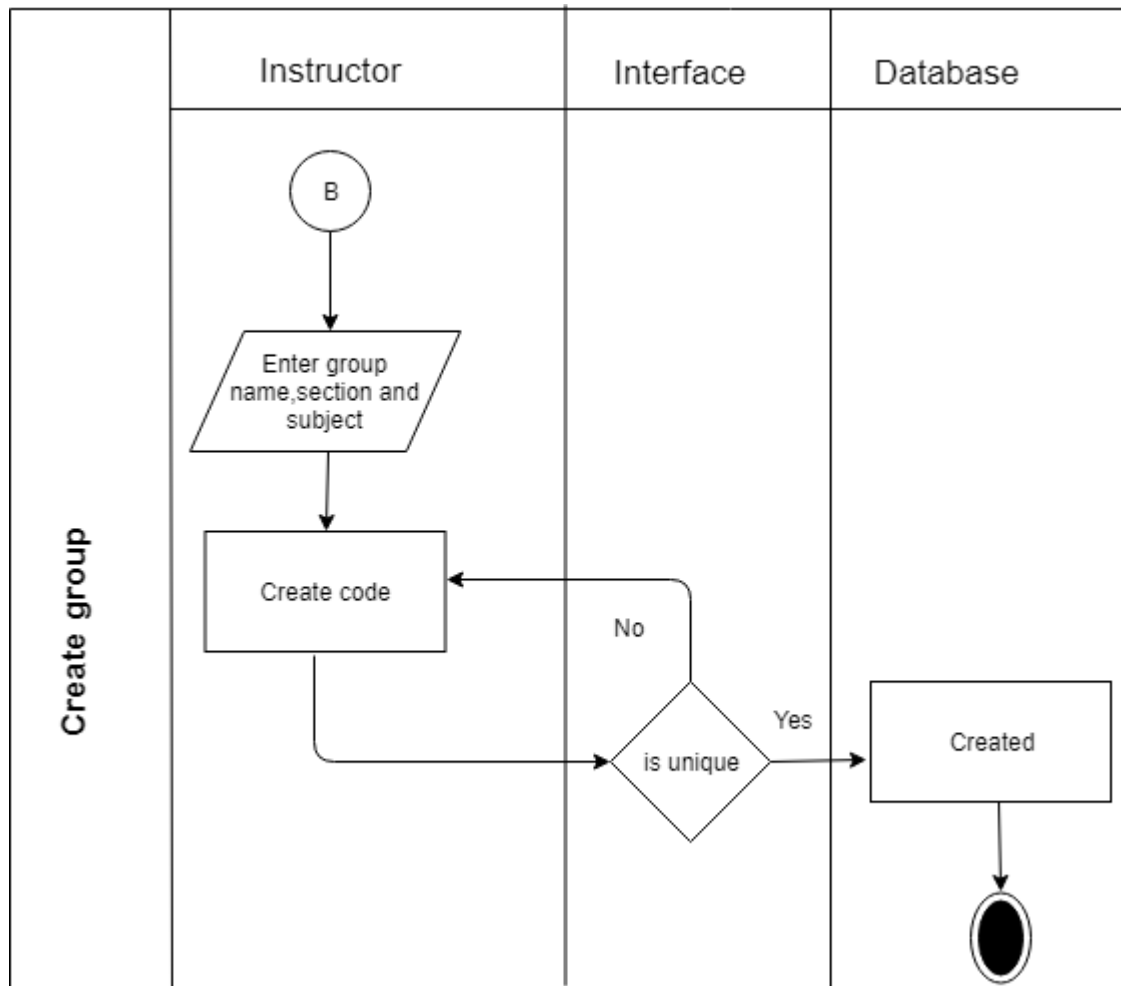 Instructor
Interface
Database
B
Enter group
name,section and
subject
Create code
No
Yes
is unique
Created
Create group